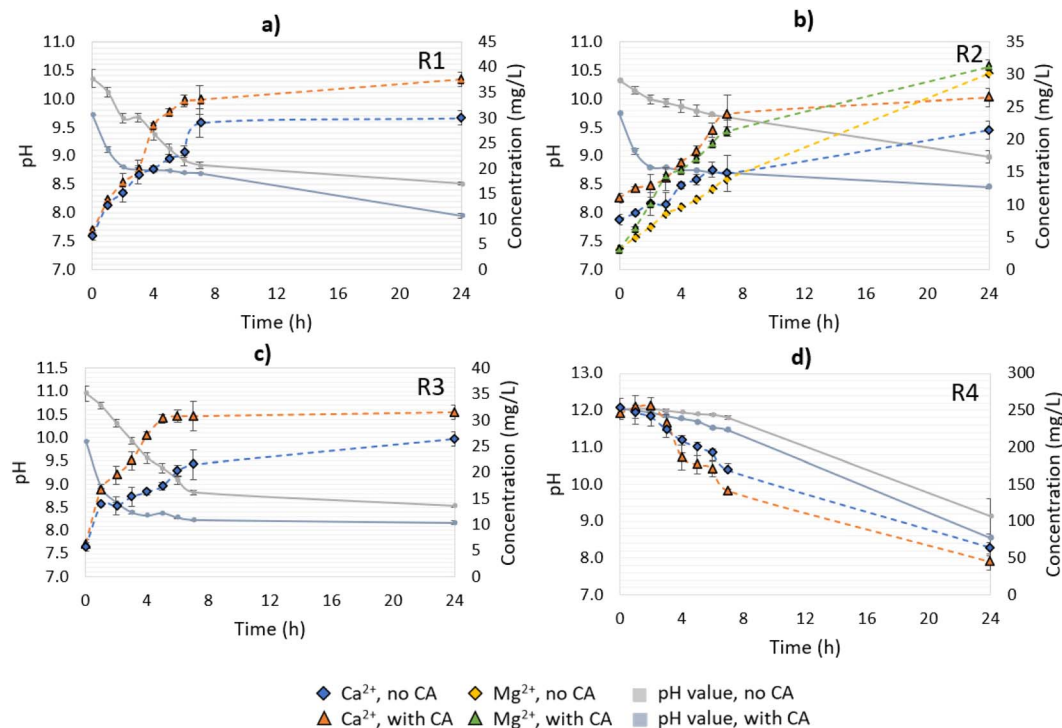 a)
R1
pH
11.0
10.5
10.0
9.5
9.0
8.5
8.0
7.5
7.0
45
40
35
30
25
20
15
10
5
0
Concentration (mg/L)
0 4 8 12 16 20 24
Time (h)
b)
R2
pH
11.0
10.5
10.0
9.5
9.0
8.5
8.0
7.5
7.0
35
30
25
20
15
10
5
0
Concentration (mg/L)
0 4 8 12 16 20 24
Time (h)
c)
R3
pH
11.5
11.0
10.5
10.0
9.5
9.0
8.5
8.0
7.5
7.0
40
35
30
25
20
15
10
5
0
Concentration (mg/L)
0 4 8 12 16 20 24
Time (h)
d)
R4
pH
13.0
12.0
11.0
10.0
9.0
8.0
7.0
300
250
200
150
100
50
0
Concentration (mg/L)
0 4 8 12 16 20 24
Time (h)
Ca²⁺, no CA Mg²⁺, no CA pH value, no CA
Ca²⁺, with CA Mg²⁺, with CA pH value, with CA